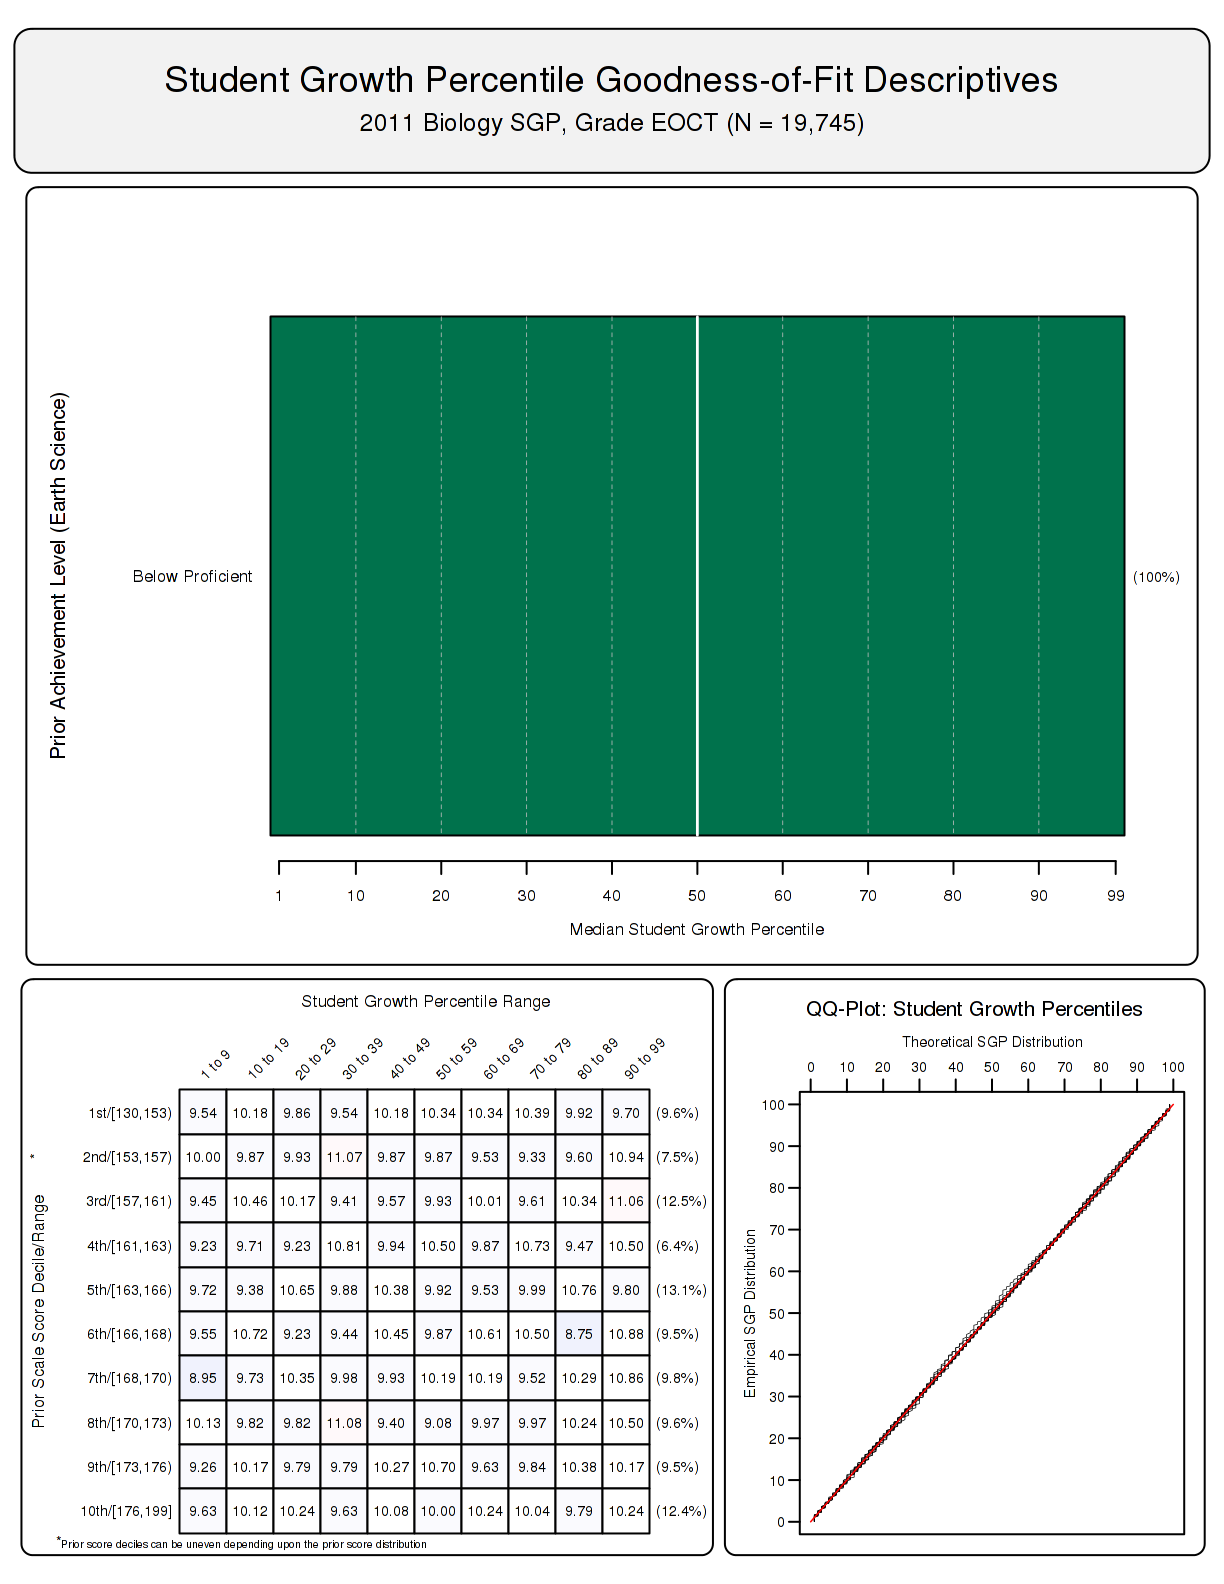 Student Growth Percentile Goodness-of-Fit Descriptives
2011 Biology SGP, Grade EOCT (N = 19,745)
Prior Achievement Level (Earth Science)
Below Proficient
(100%)
1 10 20 30 40 50 60 70 80 90 99
Median Student Growth Percentile
Student Growth Percentile Range
1 to 9 10 to 19 20 to 29 30 to 39 40 to 49 50 to 59 60 to 69 70 to 79 80 to 89 90 to 99
Prior Scale Score Decile/Range *
1st/[130,153) 9.54 10.18 9.86 9.54 10.18 10.34 10.34 10.39 9.92 9.70 (9.6%)
2nd/[153,157) 10.00 9.87 9.93 11.07 9.87 9.87 9.53 9.33 9.60 10.94 (7.5%)
3rd/[157,161) 9.45 10.46 10.17 9.41 9.57 9.93 10.01 9.61 10.34 11.06 (12.5%)
4th/[161,163) 9.23 9.71 9.23 10.81 9.94 10.50 9.87 10.73 9.47 10.50 (6.4%)
5th/[163,166) 9.72 9.38 10.65 9.88 10.38 9.92 9.53 9.99 10.76 9.80 (13.1%)
6th/[166,168) 9.55 10.72 9.23 9.44 10.45 9.87 10.61 10.50 8.75 10.88 (9.5%)
7th/[168,170) 8.95 9.73 10.35 9.98 9.93 10.19 10.19 9.52 10.29 10.86 (9.8%)
8th/[170,173) 10.13 9.82 9.82 11.08 9.40 9.08 9.97 9.97 10.24 10.50 (9.6%)
9th/[173,176) 9.26 10.17 9.79 9.79 10.27 10.70 9.63 9.84 10.38 10.17 (9.5%)
10th/[176,199] 9.63 10.12 10.24 9.63 10.08 10.00 10.24 10.04 9.79 10.24 (12.4%)
*Prior score deciles can be uneven depending upon the prior score distribution
QQ-Plot: Student Growth Percentiles
Theoretical SGP Distribution
0 10 20 30 40 50 60 70 80 90 100
Empirical SGP Distribution
100
90
80
70
60
50
40
30
20
10
0